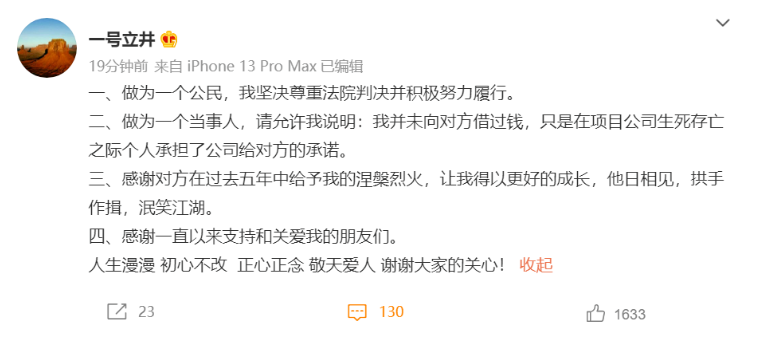 一号立井
19分钟前 来自 iPhone 13 Pro Max 已编辑
一、做为一个公民，我坚决尊重法院判决并积极努力履行。
二、做为一个当事人，请允许我说明：我并未向对方借过钱，只是在项目公司生死存亡
之际个人承担了公司给对方的承诺。
三、感谢对方在过去五年中给予我的涅槃烈火，让我得以更好的成长，他日相见，拱手
作揖，泯笑江湖。
四、感谢一直以来支持和关爱我的朋友们。
人生漫漫 初心不改 正心正念 敬天爱人 谢谢大家的关心！ 收起
23 130 1633